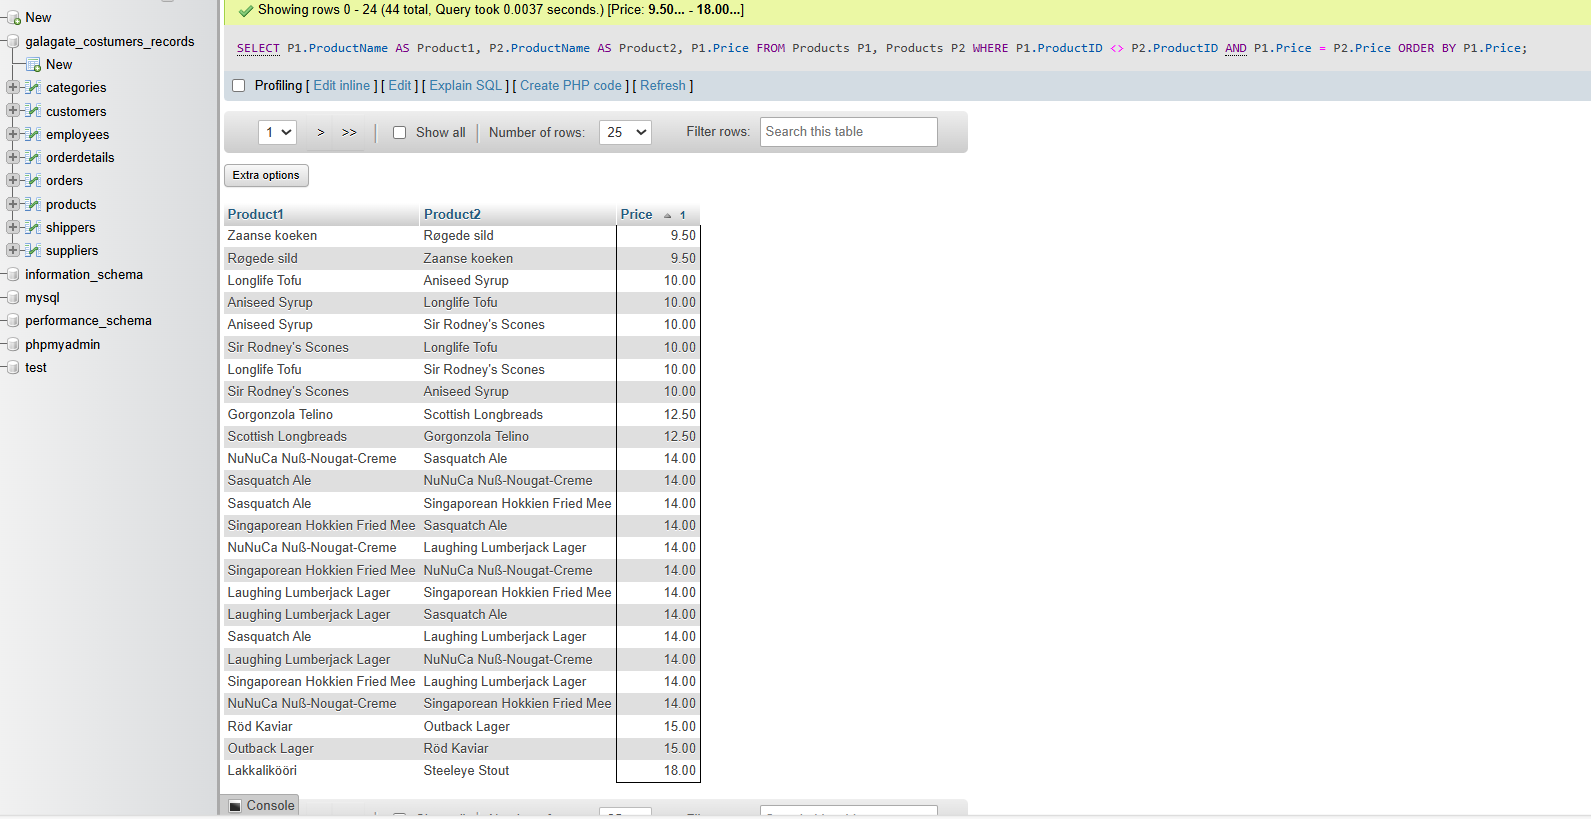 New
galagate_costumers_records
New
categories
customers
employees
orderdetails
orders
products
shippers
suppliers
information_schema
mysql
performance_schema
phpmyadmin
test
Showing rows 0 - 24 (44 total, Query took 0.0037 seconds.) [Price: 9.50... - 18.00...]
SELECT P1.ProductName AS Product1, P2.ProductName AS Product2, P1.Price FROM Products P1, Products P2 WHERE P1.ProductID <> P2.ProductID AND P1.Price = P2.Price ORDER BY P1.Price;
Profiling [ Edit inline ] [ Edit ] [ Explain SQL ] [ Create PHP code ] [ Refresh ]
1 > >> Show all Number of rows: 25 Filter rows: Search this table
Extra options
Product1 Product2 Price 1
Zaanse koeken Røgede sild 9.50
Røgede sild Zaanse koeken 9.50
Longlife Tofu Aniseed Syrup 10.00
Aniseed Syrup Longlife Tofu 10.00
Aniseed Syrup Sir Rodney's Scones 10.00
Sir Rodney's Scones Longlife Tofu 10.00
Longlife Tofu Sir Rodney's Scones 10.00
Sir Rodney's Scones Aniseed Syrup 10.00
Gorgonzola Telino Scottish Longbreads 12.50
Scottish Longbreads Gorgonzola Telino 12.50
NuNuCa Nuß-Nougat-Creme Sasquatch Ale 14.00
Sasquatch Ale NuNuCa Nuß-Nougat-Creme 14.00
Sasquatch Ale Singaporean Hokkien Fried Mee 14.00
Singaporean Hokkien Fried Mee Sasquatch Ale 14.00
NuNuCa Nuß-Nougat-Creme Laughing Lumberjack Lager 14.00
Singaporean Hokkien Fried Mee NuNuCa Nuß-Nougat-Creme 14.00
Laughing Lumberjack Lager Singaporean Hokkien Fried Mee 14.00
Laughing Lumberjack Lager Sasquatch Ale 14.00
Sasquatch Ale Laughing Lumberjack Lager 14.00
Laughing Lumberjack Lager NuNuCa Nuß-Nougat-Creme 14.00
Singaporean Hokkien Fried Mee Laughing Lumberjack Lager 14.00
NuNuCa Nuß-Nougat-Creme Singaporean Hokkien Fried Mee 14.00
Röd Kaviar Outback Lager 15.00
Outback Lager Röd Kaviar 15.00
Lakkalikööri Steeleye Stout 18.00
Console